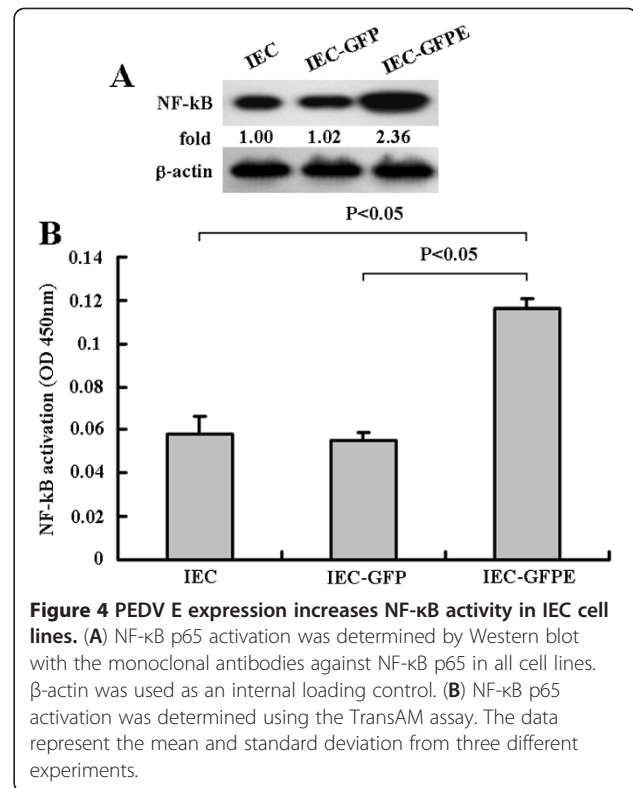 A
IEC IEC-GFP IEC-GFPE
NF-kB
fold 1.00 1.02 2.36
β-actin
B
P<0.05
P<0.05
NF-kB activation (OD 450nm)
0.14
0.12
0.1
0.08
0.06
0.04
0.02
0
IEC IEC-GFP IEC-GFPE
Figure 4 PEDV E expression increases NF-κB activity in IEC cell
lines. (A) NF-κB p65 activation was determined by Western blot
with the monoclonal antibodies against NF-κB p65 in all cell lines.
β-actin was used as an internal loading control. (B) NF-κB p65
activation was determined using the TransAM assay. The data
represent the mean and standard deviation from three different
experiments.